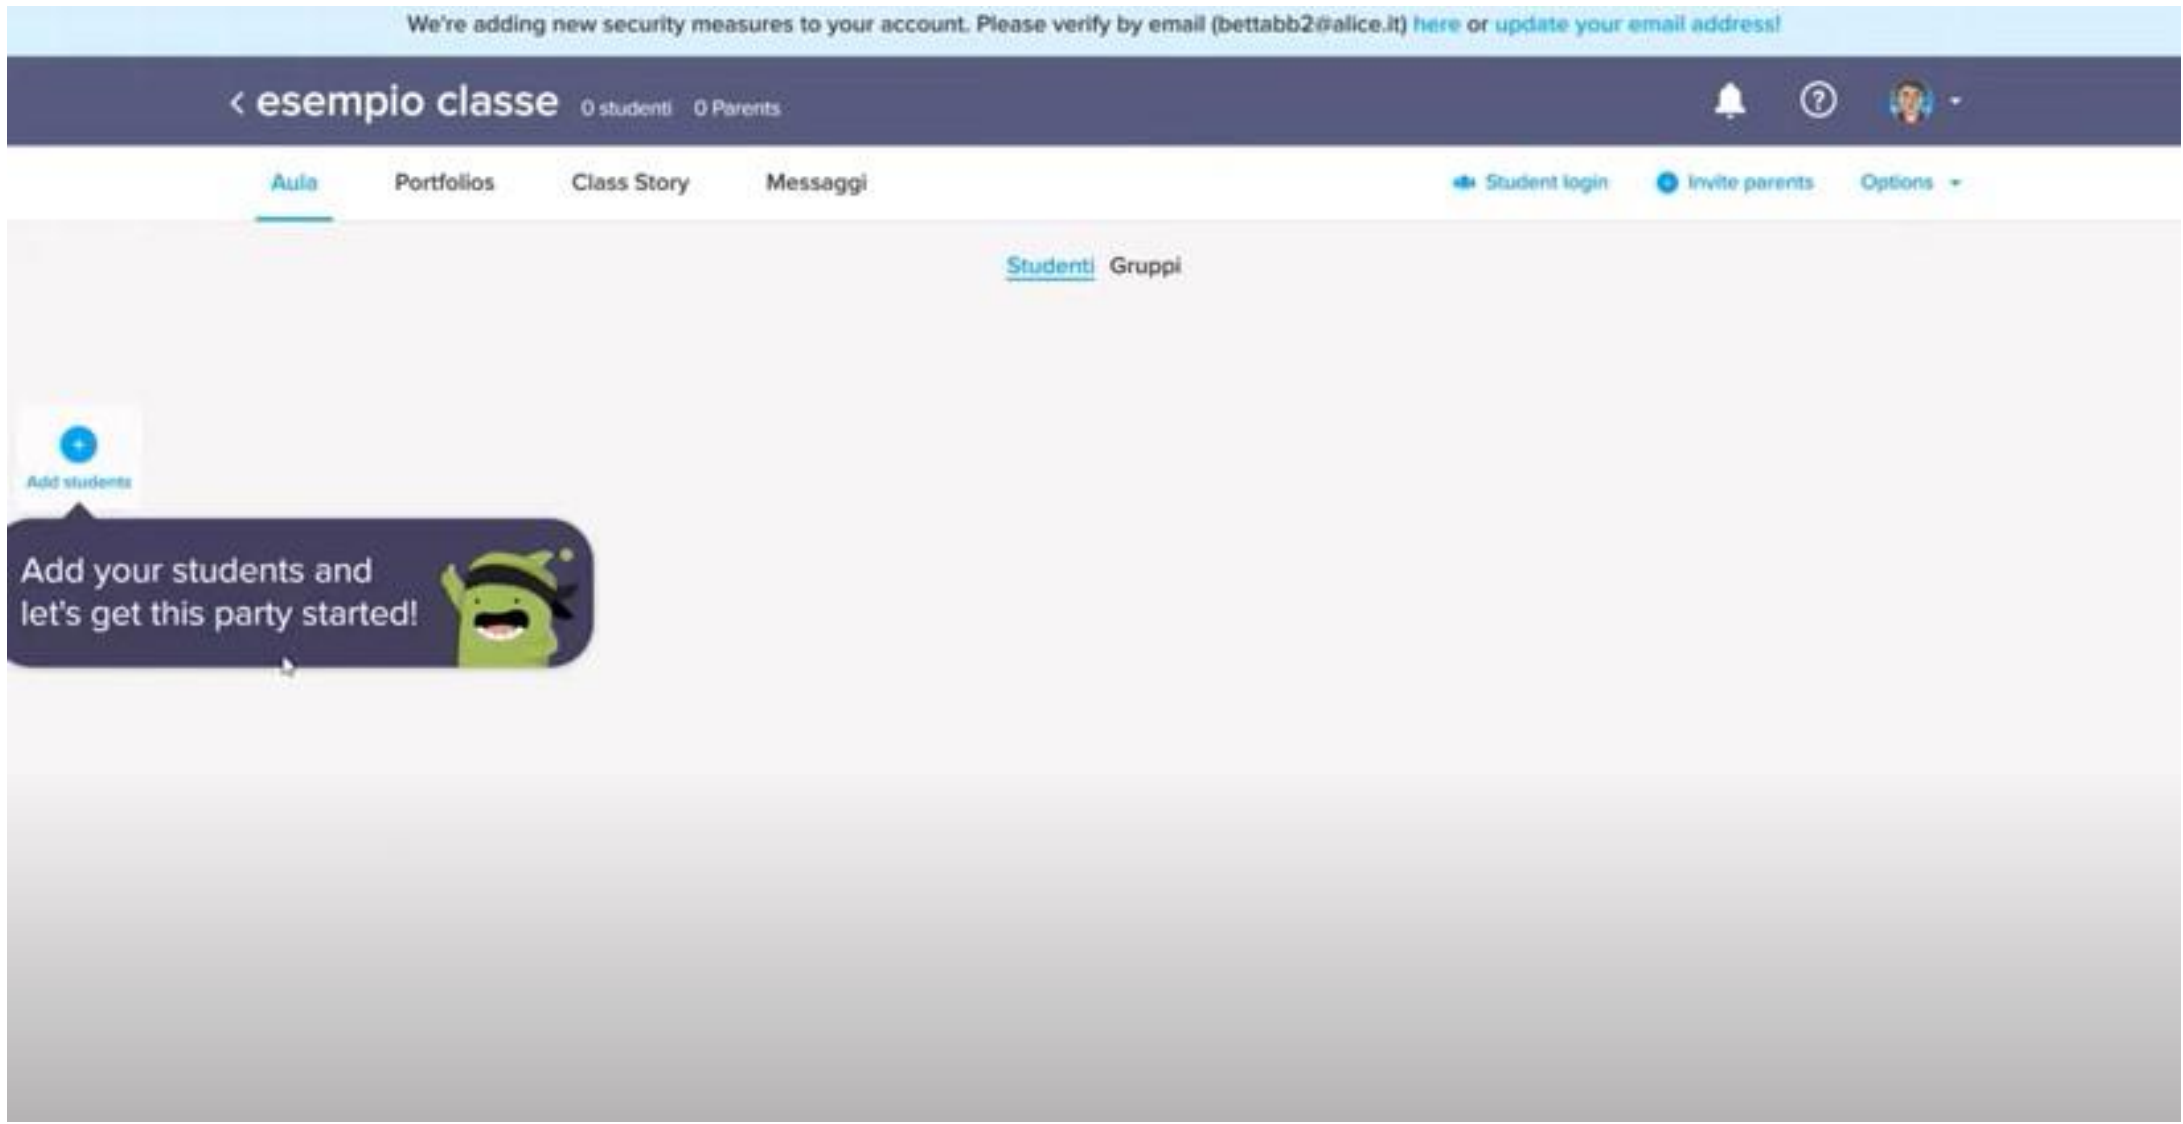 We're adding new security measures to your account. Please verify by email (bettabb2@alice.it) here or update your email address!
< esempio classe 0 studenti 0 Parents
Aula Portfolios Class Story Messaggi Student login Invite parents Options
Studenti Gruppi
Add students
Add your students and
let's get this party started!